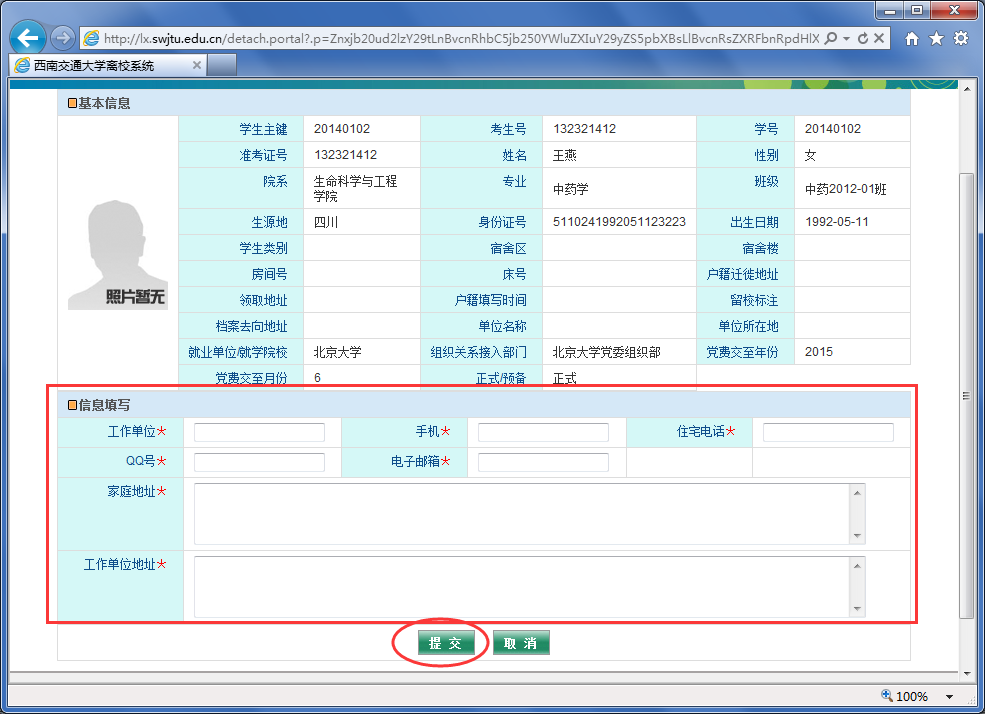 http://lx.swjtu.edu.cn/detach.portal?.p=Znxjb20ud2lzY29tLnBvcnRhbC5jb250YWluZXIuY29yZS5pbXBsLlBvcnRsZXRFbnRpdHlX
西南交通大学离校系统
基本信息
学生主键 20140102 考生号 132321412 学号 20140102
准考证号 132321412 姓名 王燕 性别 女
院系 生命科学与工程学院 专业 中药学 班级 中药2012-01班
生源地 四川 身份证号 5110241992051123223 出生日期 1992-05-11
学生类别 宿舍区 宿舍楼
房间号 床号 户籍迁徙地址
照片暂无
领取地址 户籍填写时间 留校标注
档案去向地址 单位名称 单位所在地
就业单位/就学院校 北京大学 组织关系接入部门 北京大学党委组织部 党费交至年份 2015
党费交至月份 6 正式/预备 正式
信息填写
工作单位* 手机* 住宅电话*
QQ号* 电子邮箱*
家庭地址*
工作单位地址*
提 交 取 消
100%